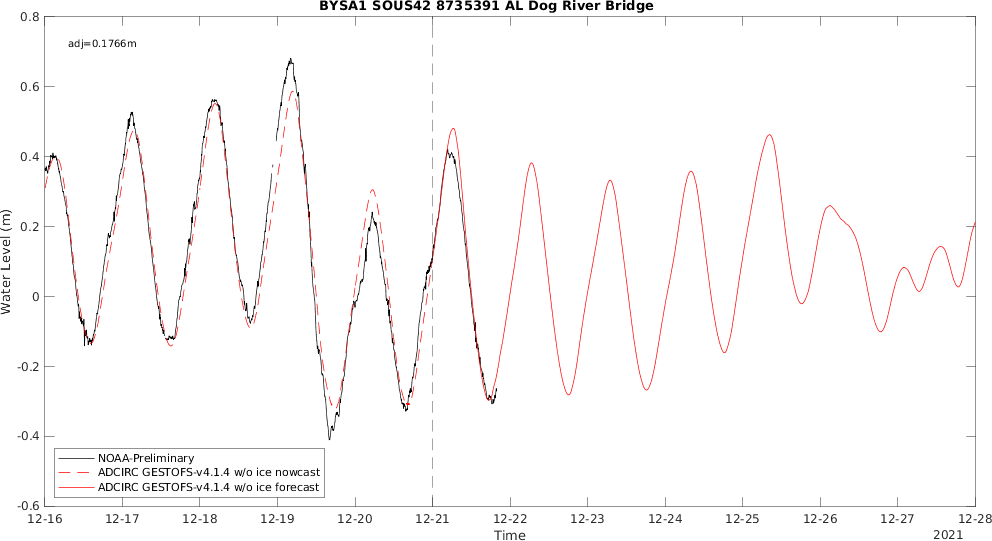 BYSA1 SOUS42 8735391 AL Dog River Bridge
adj=0.1766m
0.8
0.6
0.4
0.2
0
-0.2
-0.4
-0.6
Water Level (m)
NOAA-Preliminary
ADCIRC GESTOFS-v4.1.4 w/o ice nowcast
ADCIRC GESTOFS-v4.1.4 w/o ice forecast
12-16 12-17 12-18 12-19 12-20 12-21 12-22 12-23 12-24 12-25 12-26 12-27 12-28
Time
2021